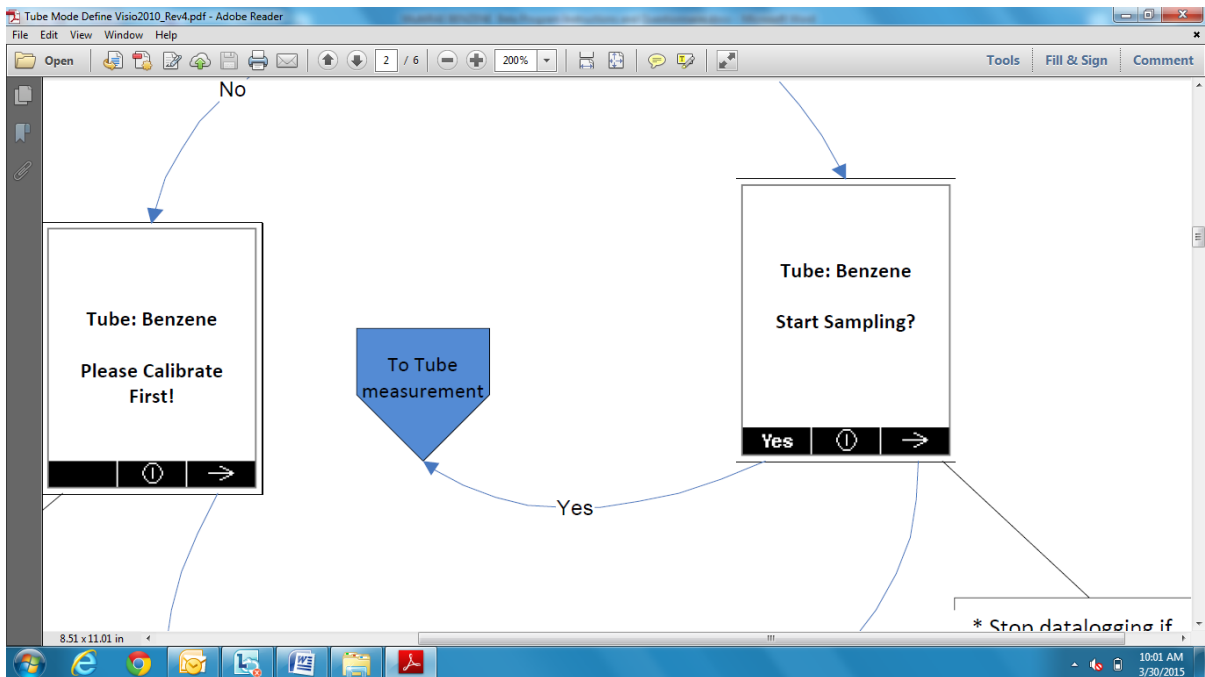 Tube Mode Define Visio2010_Rev4.pdf - Adobe Reader
File Edit View Window Help
Open 2 / 6 200% Tools Fill & Sign Comment
No
Tube: Benzene
Please Calibrate
First!
To Tube
measurement
Tube: Benzene
Start Sampling?
Yes
Yes
* Stop datalogging if
8.51 x 11.01 in
10:01 AM
3/30/2015